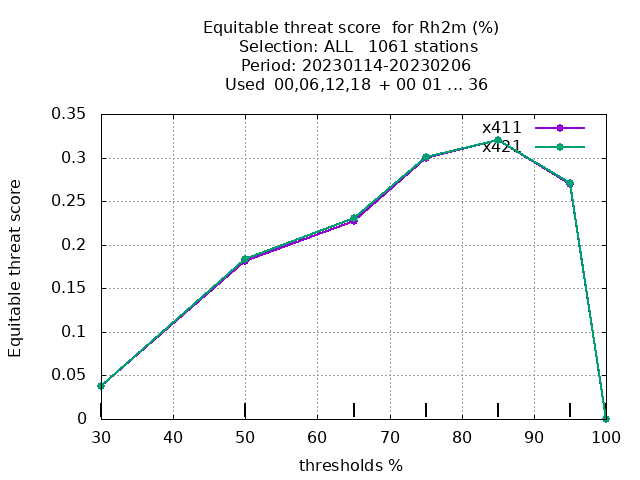 Equitable threat score  for Rh2m (%)
Selection: ALL   1061 stations
Period: 20230114-20230206
Used  00,06,12,18  + 00 01 ... 36
0.35
0.3
0.25
0.2
0.15
0.1
0.05
0
Equitable threat score
x411
x421
30 40 50 60 70 80 90 100
thresholds %